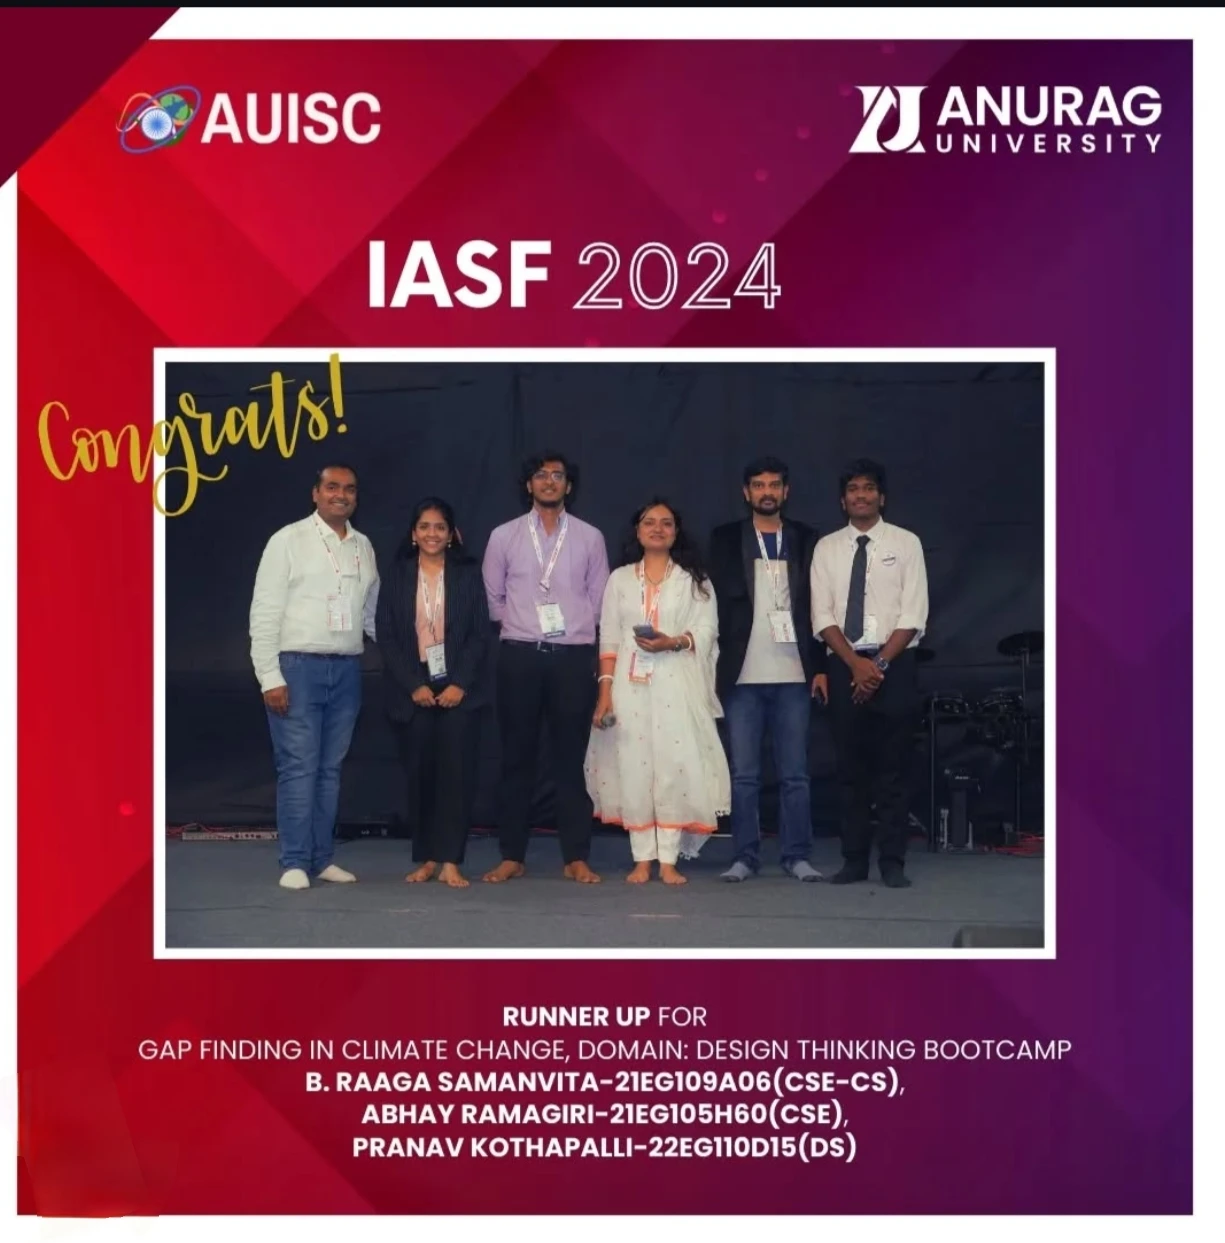 AUISC
ANURAG
UNIVERSITY
IASF 2024
Congrats!
RUNNER UP FOR
GAP FINDING IN CLIMATE CHANGE, DOMAIN: DESIGN THINKING BOOTCAMP
B. RAAGA SAMANVITA-21EG109A06(CSE-CS),
ABHAY RAMAGIRI-21EG105H60(CSE),
PRANAV KOTHAPALLI-22EG110D15(DS)